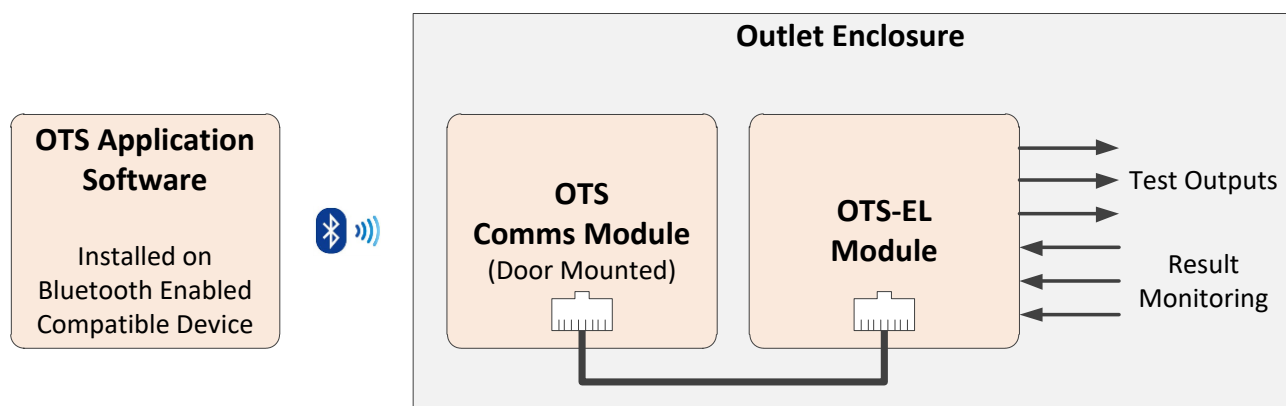 Outlet Enclosure
OTS Application
Software
Installed on
Bluetooth Enabled
Compatible Device
OTS
Comms Module
(Door Mounted)
OTS-EL
Module
Test Outputs
Result
Monitoring